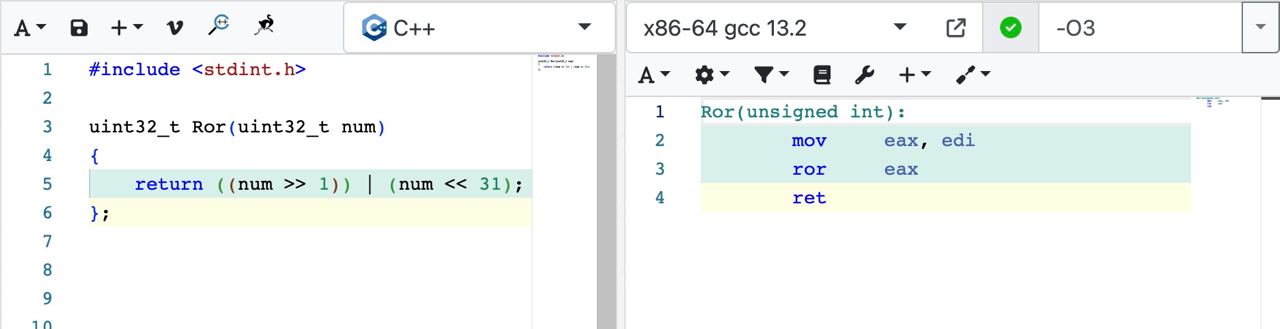 A
C++
1 #include <stdint.h>
2
3 uint32_t Ror(uint32_t num)
4 {
5     return ((num >> 1)) | (num << 31);
6 };
7
8
9
10
x86-64 gcc 13.2
-O3
A
1 Ror(unsigned int):
2         mov     eax, edi
3         ror     eax
4         ret